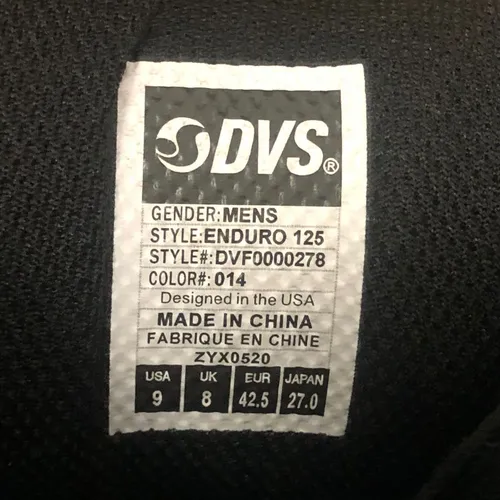 DVS®
GENDER:MENS
STYLE:ENDURO 125
STYLE#:DVF0000278
COLOR#:014
Designed in the USA
MADE IN CHINA
FABRIQUE EN CHINE
ZYX0520
USA UK EUR JAPAN
9 8 42.5 27.0